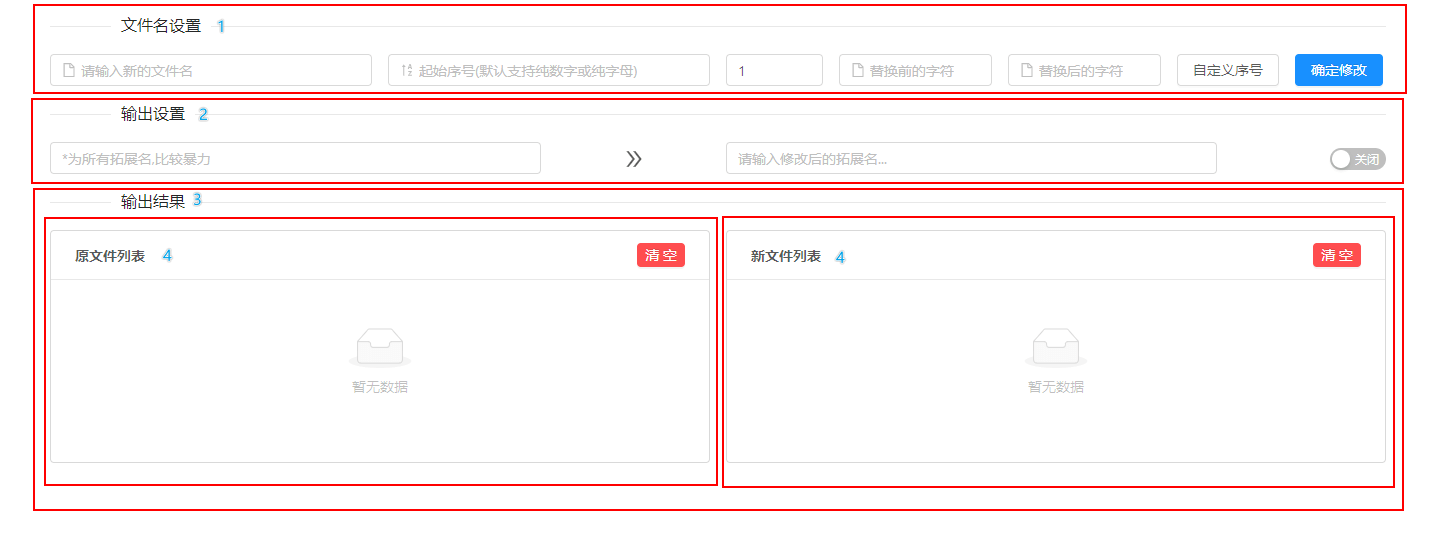 文件名设置 1
请输入新的文件名 起始序号(默认支持纯数字或纯字母) 1 替换前的字符 替换后的字符 自定义序号 确定修改
输出设置 2
*为所有拓展名,比较暴力 请输入修改后的拓展名... 关闭
输出结果 3
原文件列表 4 清 空 新文件列表 4 清 空
暂无数据 暂无数据